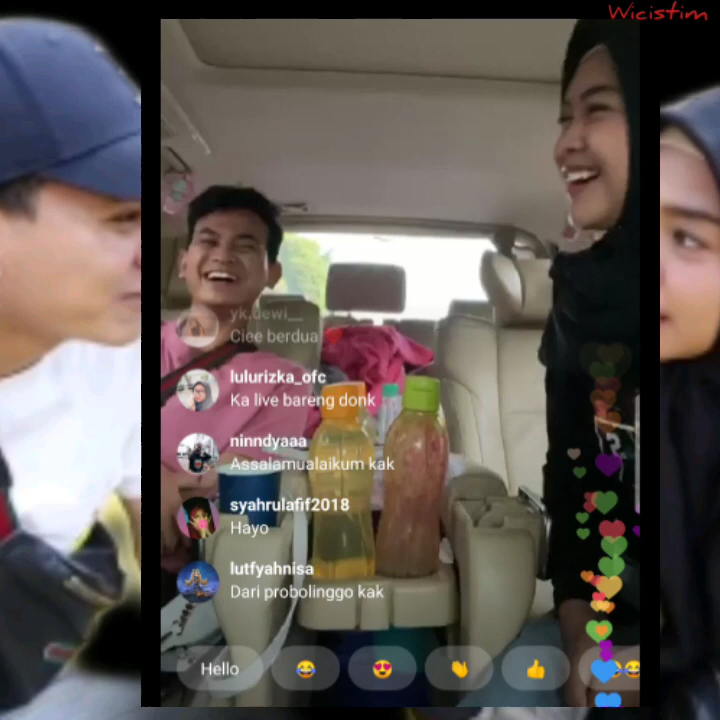 Wicistim
yk.dewi__
Ciee berdua
lulurizka_ofc
Ka live bareng donk
ninndyaaa
Assalamualaikum kak
syahrulafif2018
Hayo
lutfyahnisa
Dari probolinggo kak
Hello